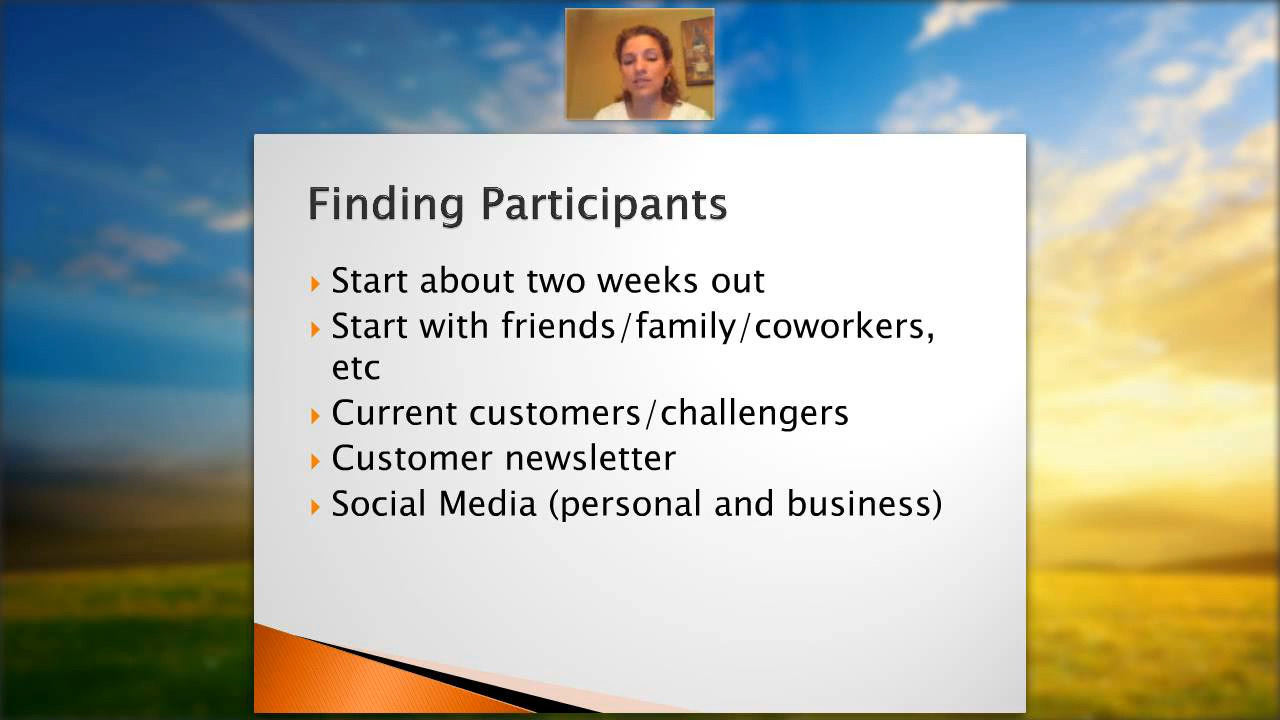 Finding Participants
Start about two weeks out
Start with friends/family/coworkers,
etc
Current customers/challengers
Customer newsletter
Social Media (personal and business)